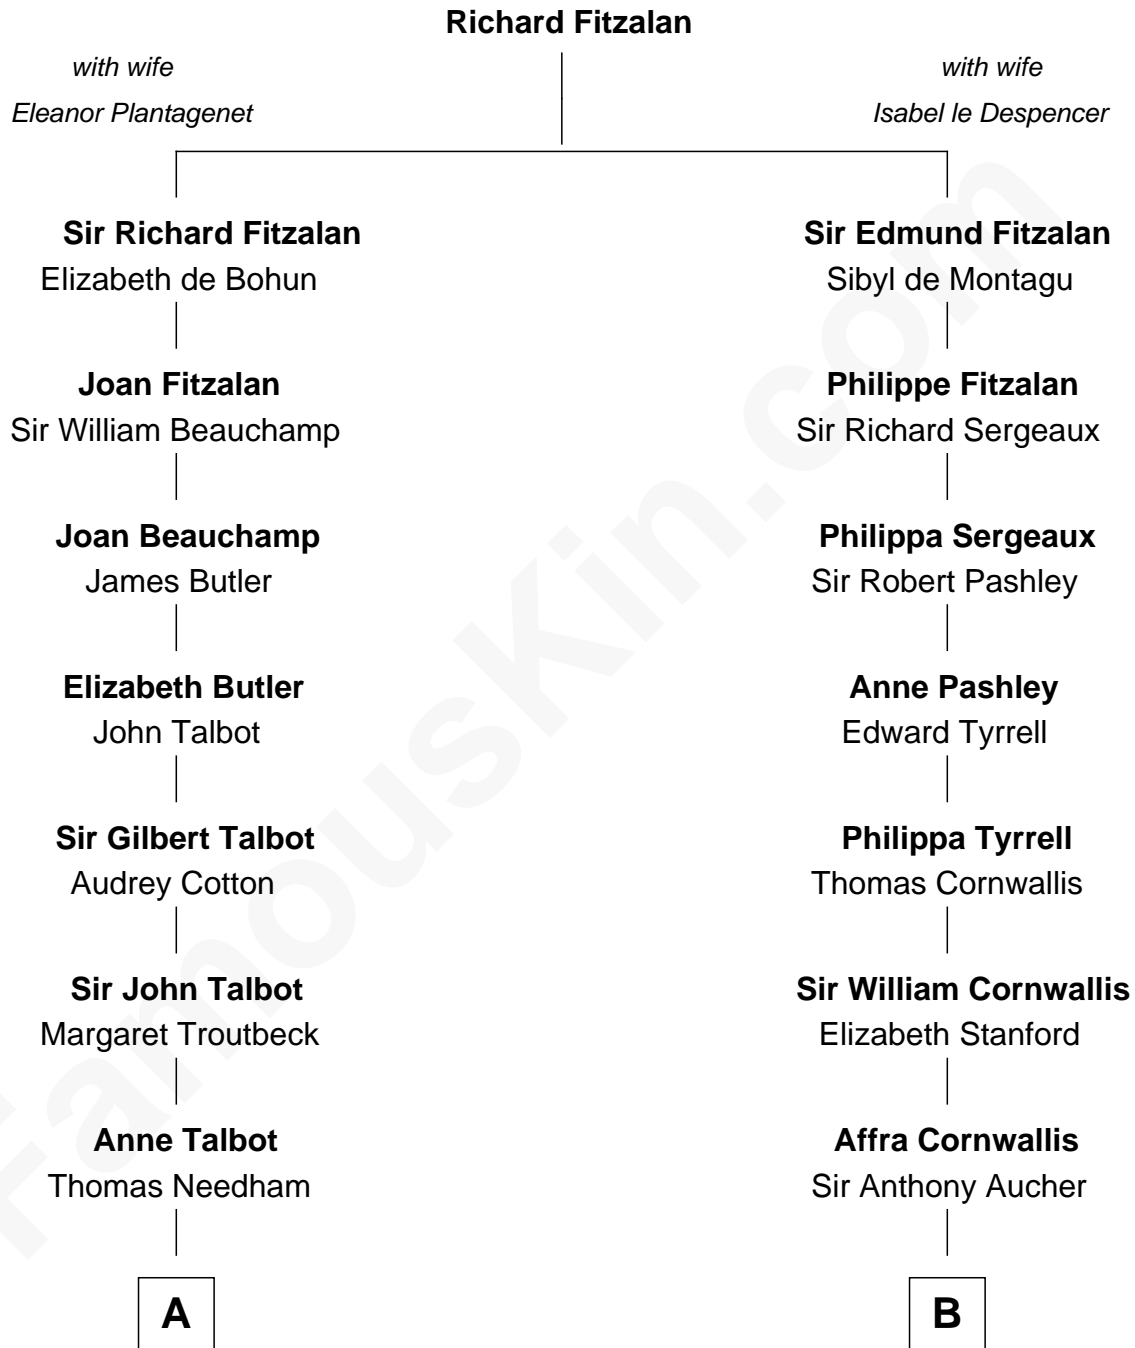 Richard Fitzalan
with wife
Eleanor Plantagenet
with wife
Isabel le Despencer
Sir Richard Fitzalan
Elizabeth de Bohun
Sir Edmund Fitzalan
Sibyl de Montagu
Joan Fitzalan
Sir William Beauchamp
Philippe Fitzalan
Sir Richard Sergeaux
Joan Beauchamp
James Butler
Philippa Sergeaux
Sir Robert Pashley
Elizabeth Butler
John Talbot
Anne Pashley
Edward Tyrrell
Sir Gilbert Talbot
Audrey Cotton
Philippa Tyrrell
Thomas Cornwallis
Sir John Talbot
Margaret Troutbeck
Sir William Cornwallis
Elizabeth Stanford
Anne Talbot
Thomas Needham
Affra Cornwallis
Sir Anthony Aucher
A
B
FamousKin.com